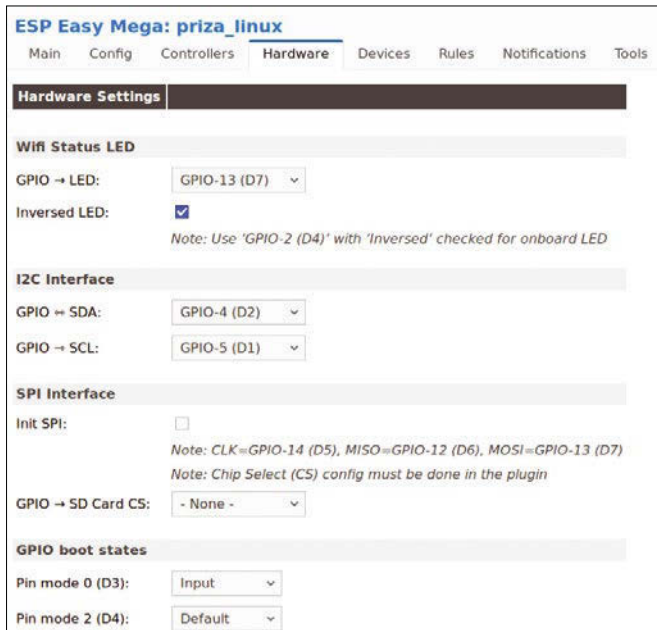 ESP Easy Mega: priza_linux
Main Config Controllers Hardware Devices Rules Notifications Tools
Hardware Settings
Wifi Status LED
GPIO → LED: GPIO-13 (D7)
Inversed LED:
Note: Use 'GPIO-2 (D4)' with 'Inversed' checked for onboard LED
I2C Interface
GPIO ↔ SDA: GPIO-4 (D2)
GPIO → SCL: GPIO-5 (D1)
SPI Interface
Init SPI:
Note: CLK=GPIO-14 (D5), MISO=GPIO-12 (D6), MOSI=GPIO-13 (D7)
Note: Chip Select (CS) config must be done in the plugin
GPIO → SD Card CS: - None -
GPIO boot states
Pin mode 0 (D3): Input
Pin mode 2 (D4): Default